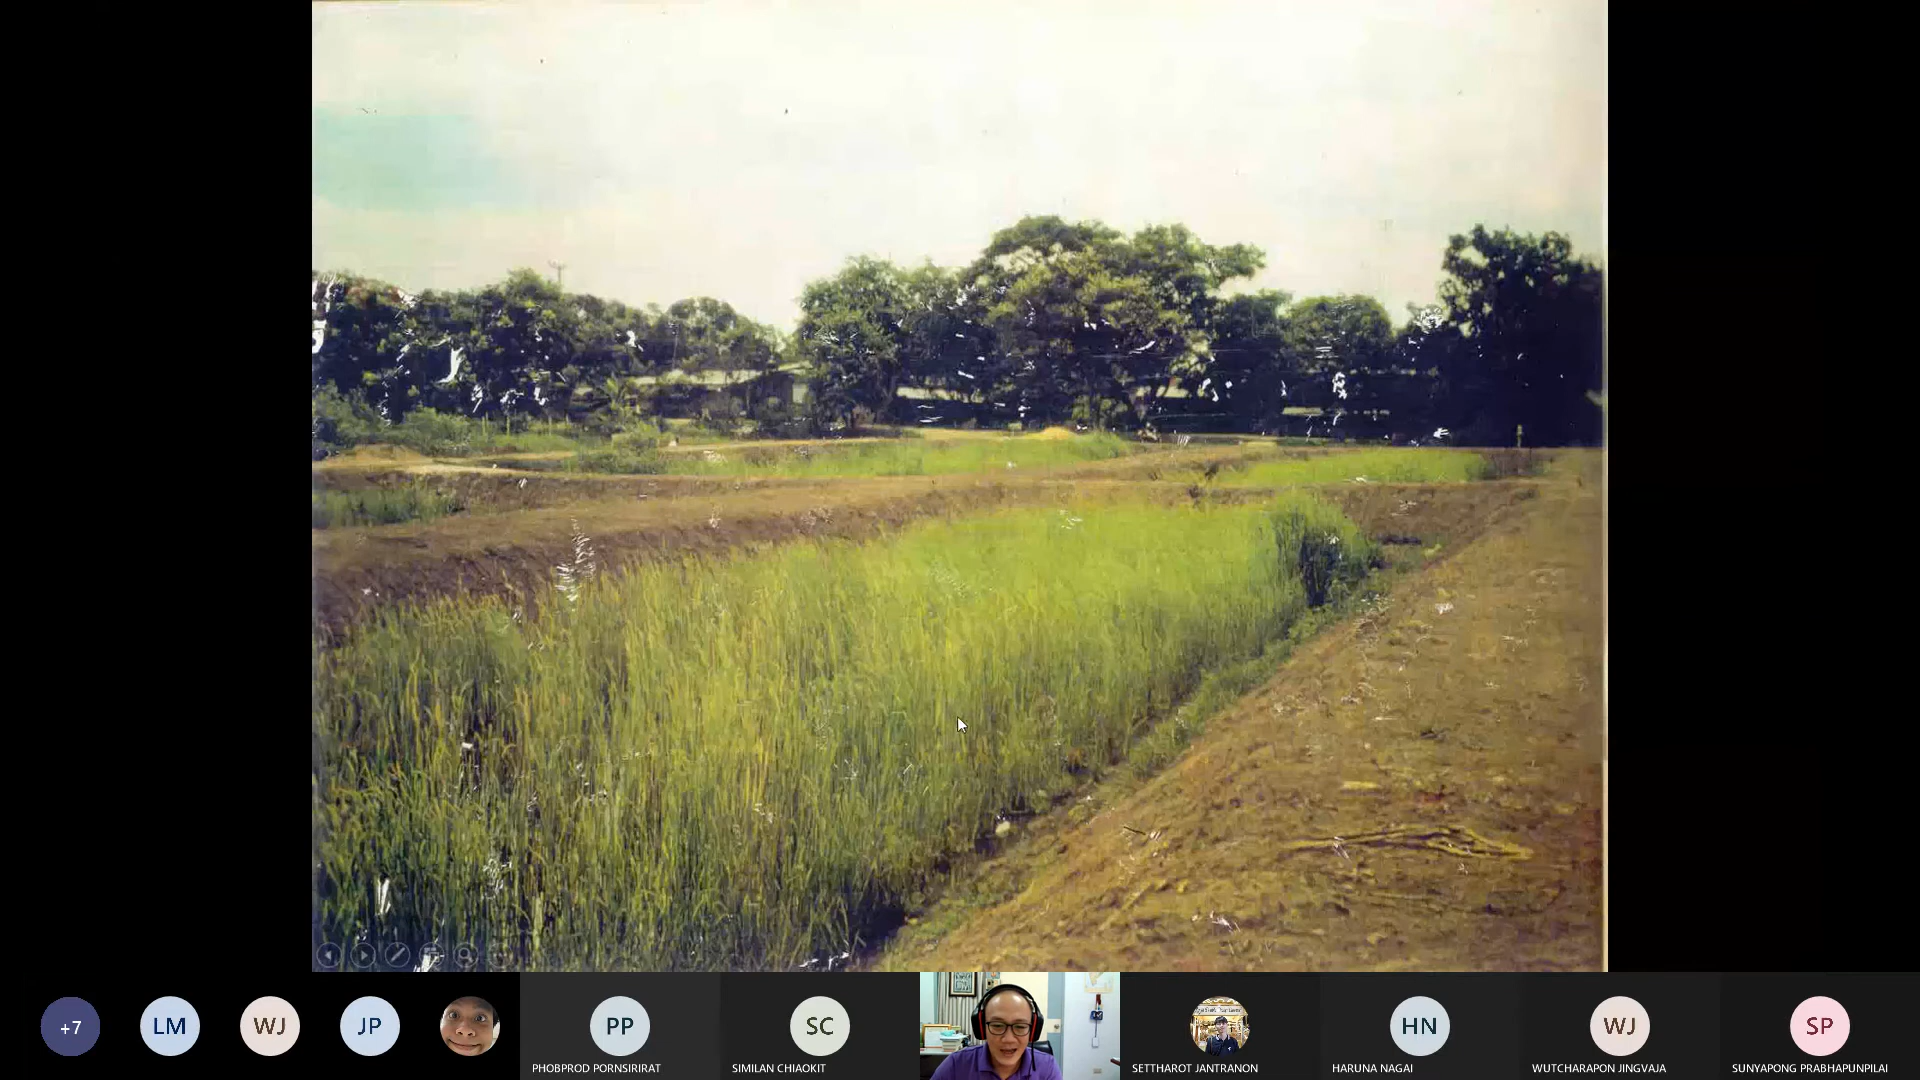 +7
LM
WJ
JP
PP
PHOBPROD PORNSIRIRAT
SC
SIMILAN CHIAOKIT
SETTHAROT JANTRANON
HN
HARUNA NAGAI
WJ
WUTCHARAPON JINGVAJA
SP
SUNYAPONG PRABHAPUNPILAI